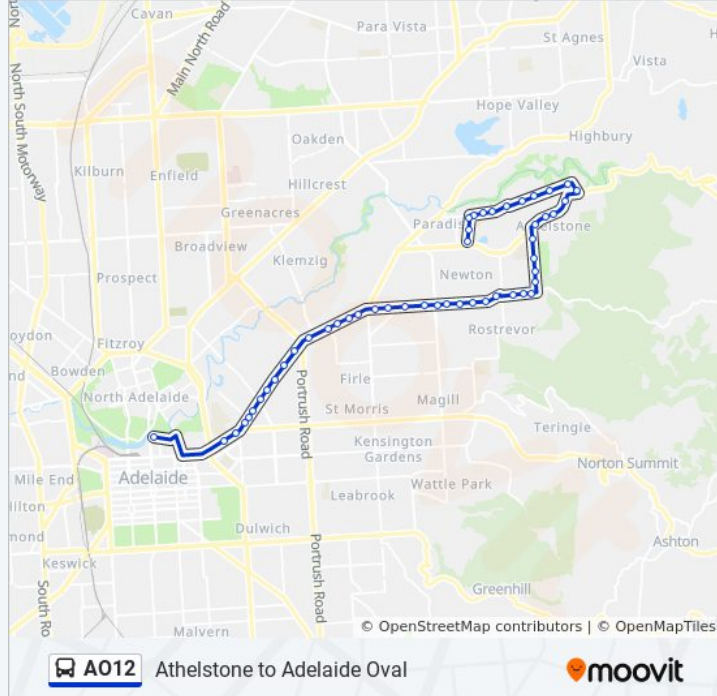 Cavan
Para Vista
St Agnes
Main North Road
Vista
North South Motorway
Hope Valley
Highbury
Oakden
Kilburn
Enfield
Hillcrest
Greenacres
Paradis
A
elstone
Broadview
Klemzig
Newton
Prospect
Rostrevor
Fitzroy
oydon
nd
Bowden
North Adelaide
Firle
Portrush Road
St Morris
Magill
Teringie
Kensington
Gardens
Norton Summit
Adelaide
Mile End
Wattle Park
Leabrook
ilton
mond
Dulwich
Portrush Road
Ashton
Keswick
South Ro
Greenhill
Malvern
© OpenStreetMap contributors | © OpenMapTiles
AO12 Athelstone to Adelaide Oval
moovit